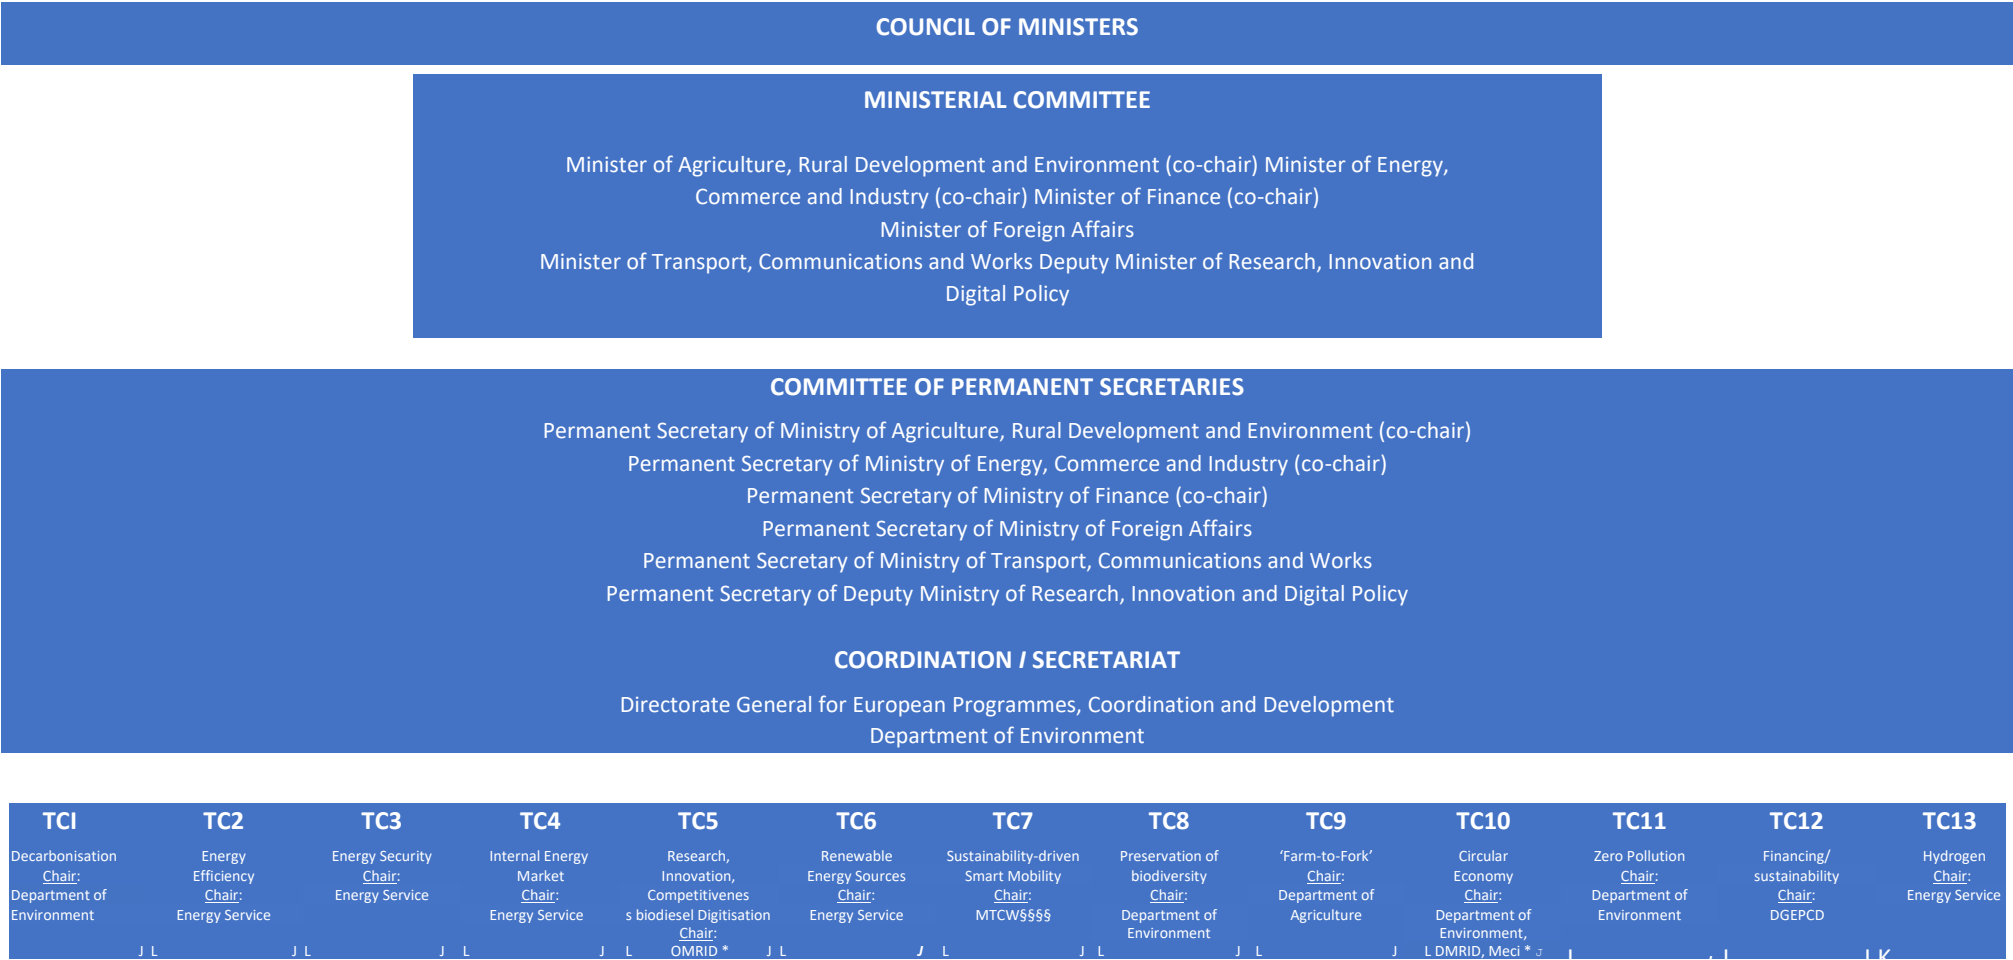 COUNCIL OF MINISTERS
MINISTERIAL COMMITTEE
Minister of Agriculture, Rural Development and Environment (co-chair) Minister of Energy,
Commerce and Industry (co-chair) Minister of Finance (co-chair)
Minister of Foreign Affairs
Minister of Transport, Communications and Works Deputy Minister of Research, Innovation and
Digital Policy
COMMITTEE OF PERMANENT SECRETARIES
Permanent Secretary of Ministry of Agriculture, Rural Development and Environment (co-chair)
Permanent Secretary of Ministry of Energy, Commerce and Industry (co-chair)
Permanent Secretary of Ministry of Finance (co-chair)
Permanent Secretary of Ministry of Foreign Affairs
Permanent Secretary of Ministry of Transport, Communications and Works
Permanent Secretary of Deputy Ministry of Research, Innovation and Digital Policy
COORDINATION I SECRETARIAT
Directorate General for European Programmes, Coordination and Development
Department of Environment
TCI
Decarbonisation
Chair:
Department of
Environment
J L
TC2
Energy
Efficiency
Chair:
Energy Service
J L
TC3
Energy Security
Chair:
Energy Service
J L
TC4
Internal Energy
Market
Chair:
Energy Service
J L
TC5
Research,
Innovation,
Competitivenes
s biodiesel Digitisation
Chair:
OMRID *
J L
TC6
Renewable
Energy Sources
Chair:
Energy Service
J L
TC7
Sustainability-driven
Smart Mobility
Chair:
MTCW§§§§
J L
TC8
Preservation of
biodiversity
Chair:
Department of
Environment
J L
TC9
‘Farm-to-Fork’
Chair:
Department of
Agriculture
J
TC10
Circular
Economy
Chair:
Department of
Environment,
L DMRID, Meci * J
TC11
Zero Pollution
Chair:
Department of
Environment
TC12
Financing/
sustainability
Chair:
DGEPCD
TC13
Hydrogen
Chair:
Energy Service